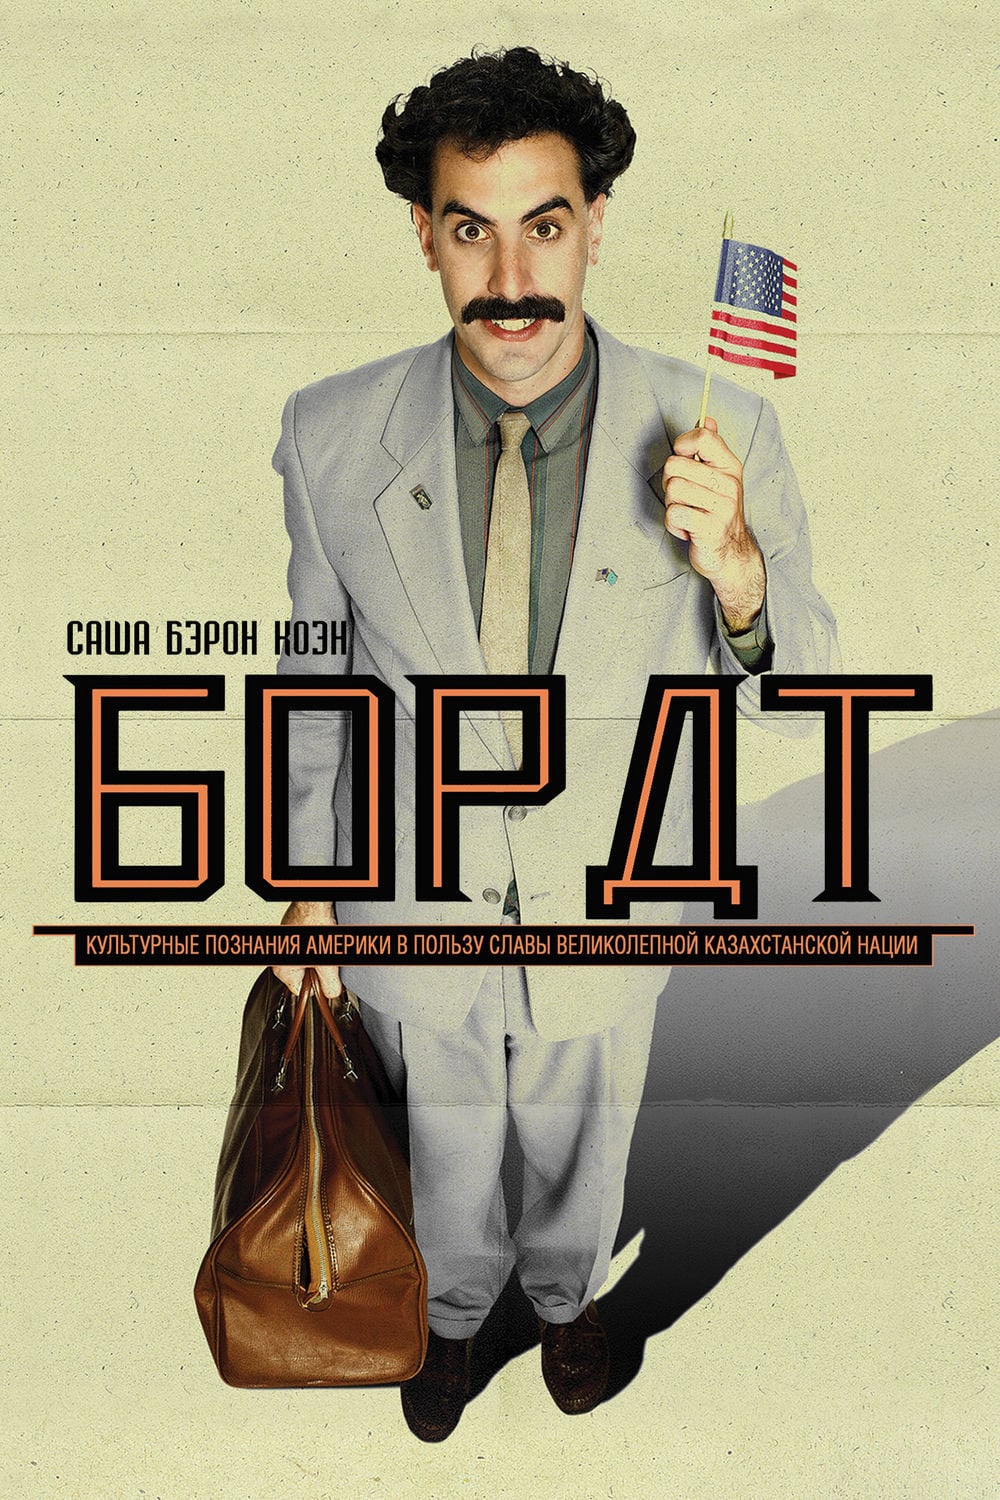 САША БЭРОН КОЭН
БОРДТ
КУЛЬТУРНЫЕ ПОЗНАНИЯ АМЕРИКИ В ПОЛЬЗУ СЛАВЫ ВЕЛИКОЛЕПНОЙ КАЗАХСТАНСКОЙ НАЦИИ